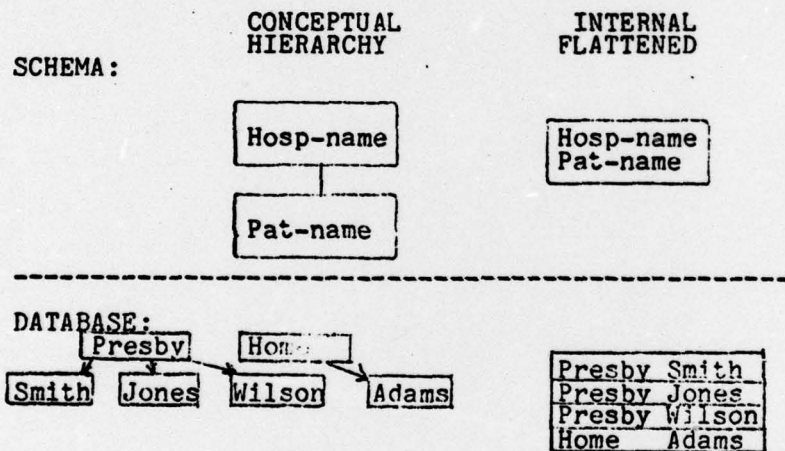 CONCEPTUAL HIERARCHY
INTERNAL FLATTENED
SCHEMA:
Hosp-name
Pat-name
Hosp-name
Pat-name
DATABASE:
Presby
Home
Smith
Jones
Wilson
Adams
Presby Smith
Presby Jones
Presby Wilson
Home Adams